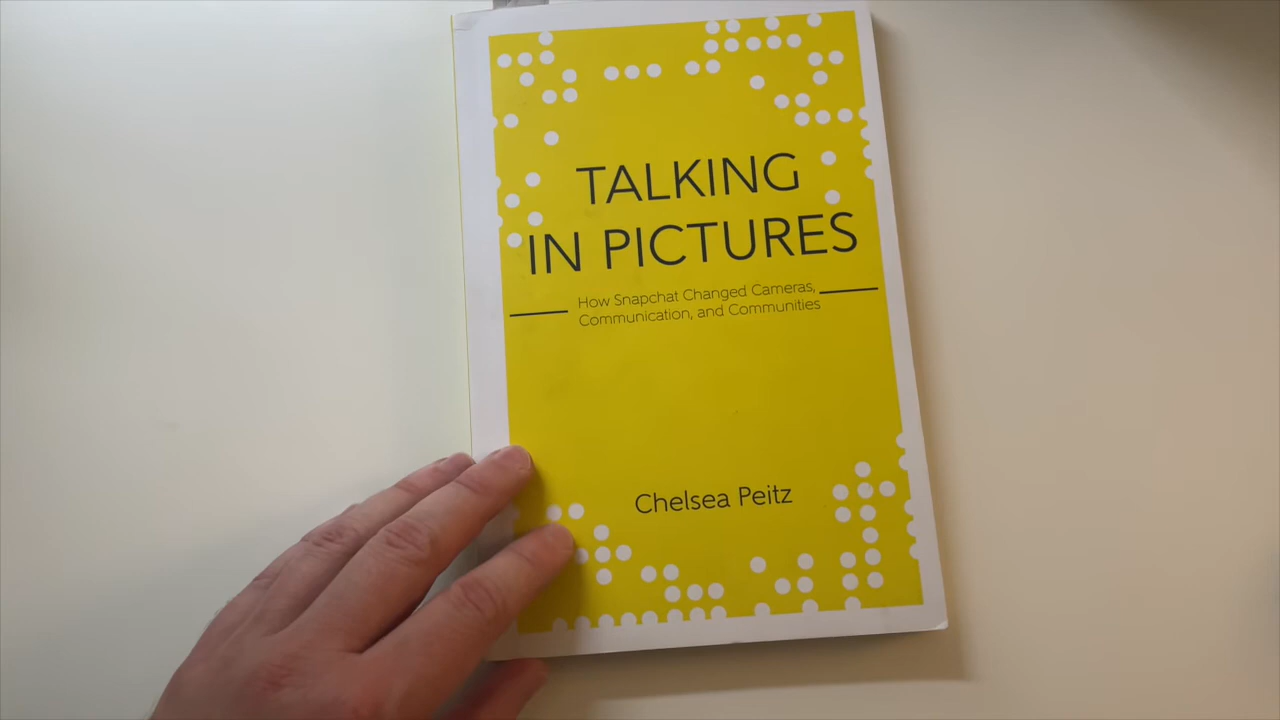 TALKING
IN PICTURES
How Snapchat Changed Cameras,
Communication, and Communities
Chelsea Peitz